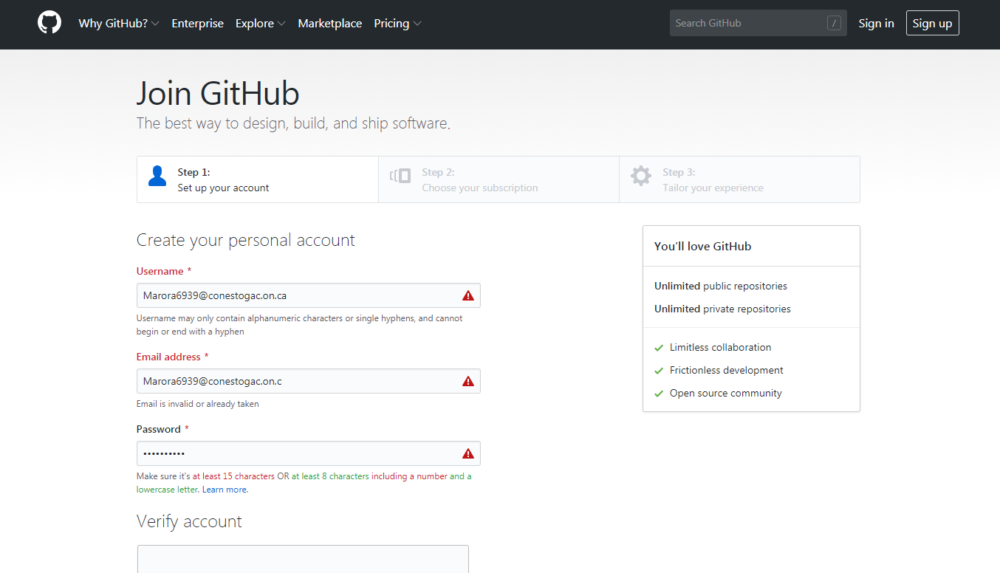 Why GitHub? Enterprise Explore Marketplace Pricing Search GitHub / Sign in Sign up
Join GitHub
The best way to design, build, and ship software.
Step 1:
Set up your account
Step 2:
Choose your subscription
Step 3:
Tailor your experience
Create your personal account
Username *
Marora6939@conestogac.on.ca
Username may only contain alphanumeric characters or single hyphens, and cannot
begin or end with a hyphen
Email address *
Marora6939@conestogac.on.c
Email is invalid or already taken
Password *
••••••••••
Make sure it's at least 15 characters OR at least 8 characters including a number and a
lowercase letter. Learn more.
Verify account
You’ll love GitHub
Unlimited public repositories
Unlimited private repositories
Limitless collaboration
Frictionless development
Open source community